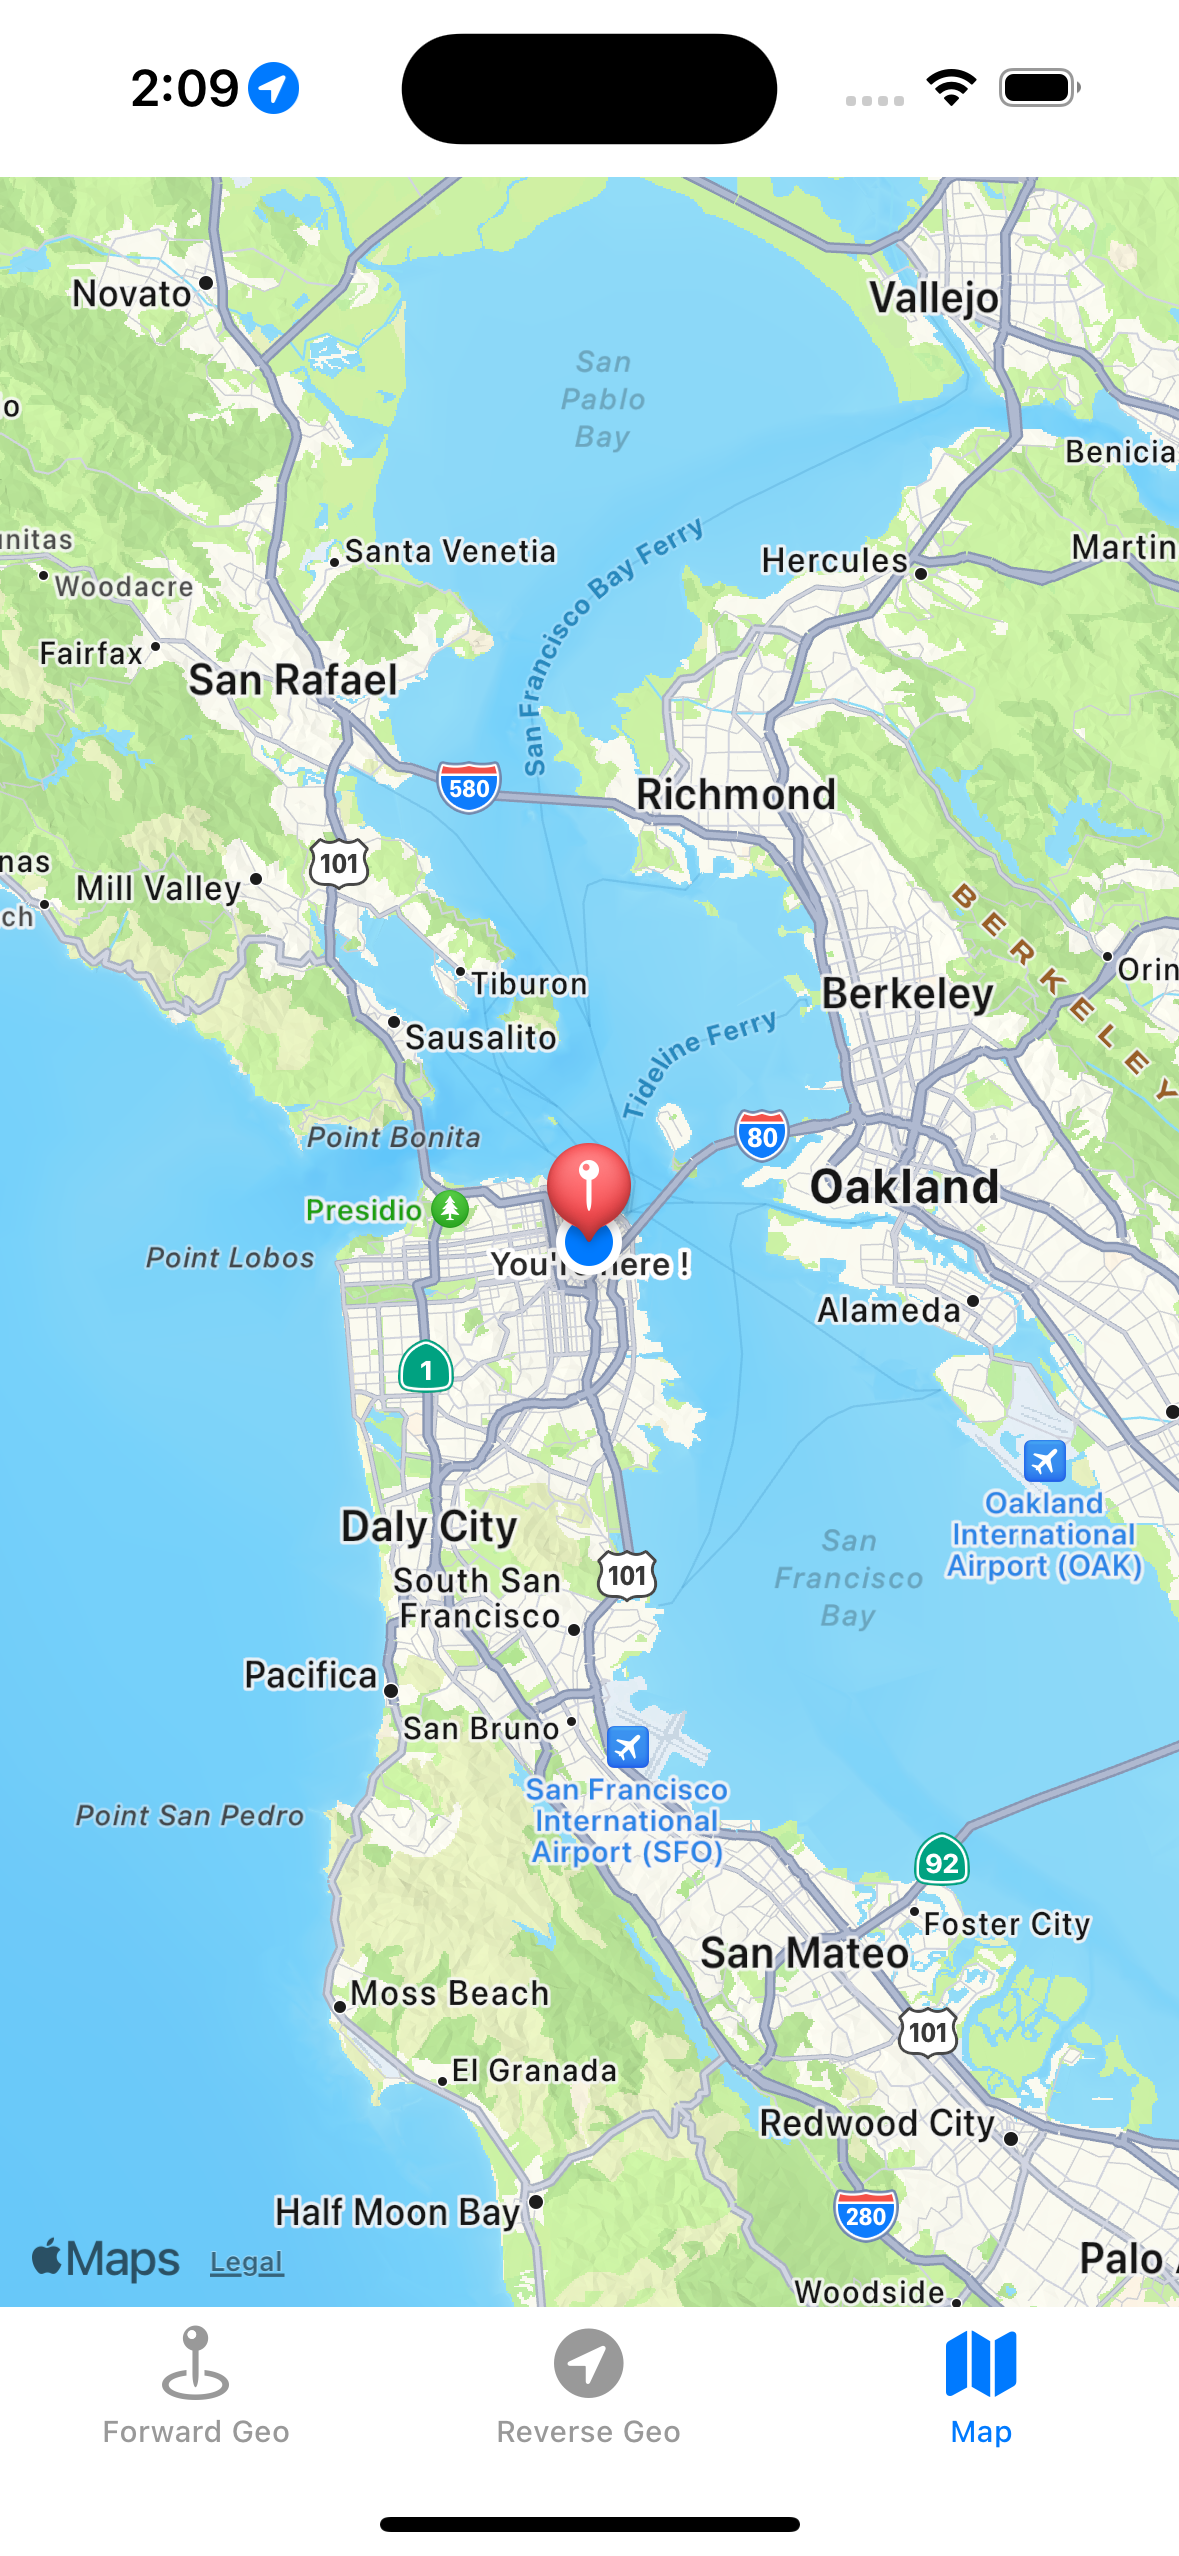 2:09
Novato
Vallejo
San
Pablo
Bay
o
Benicia
nitas
Santa Venetia
San Francisco Bay Ferry
Hercules
Martin
Woodacre
Fairfax
San Rafael
580
Richmond
101
nas
Mill Valley
ch
BERKELEY
Tiburon
Berkeley
Orin
Sausalito
Tideline Ferry
Point Bonita
80
Presidio
Oakland
Point Lobos
You're here !
Alameda
1
Oakland
International
Airport (OAK)
Daly City
San
Francisco
Bay
South San
Francisco
101
Pacifica
San Bruno
San Francisco
International
Airport (SFO)
Point San Pedro
92
Foster City
San Mateo
Moss Beach
101
El Granada
Redwood City
Half Moon Bay
280
Maps Legal
Palo
Woodside
Forward Geo
Reverse Geo
Map